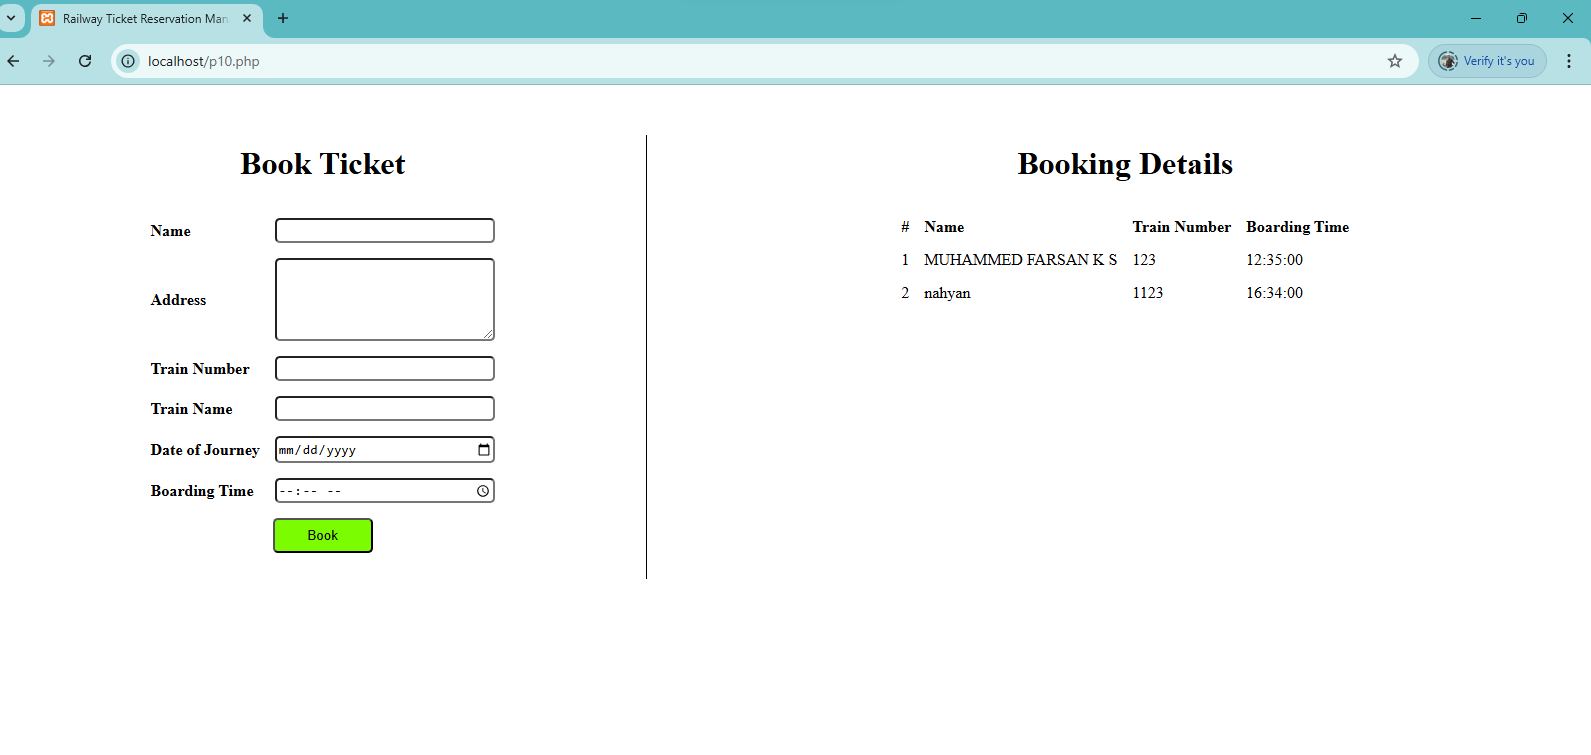 Railway Ticket Reservation Man
localhost/p10.php
Verify it's you
Book Ticket
Name
Address
Train Number
Train Name
Date of Journey
mm/dd/yyyy
Boarding Time
--:-- --
Book
Booking Details
# Name Train Number Boarding Time
1 MUHAMMED FARSAN K S 123 12:35:00
2 nahyan 1123 16:34:00